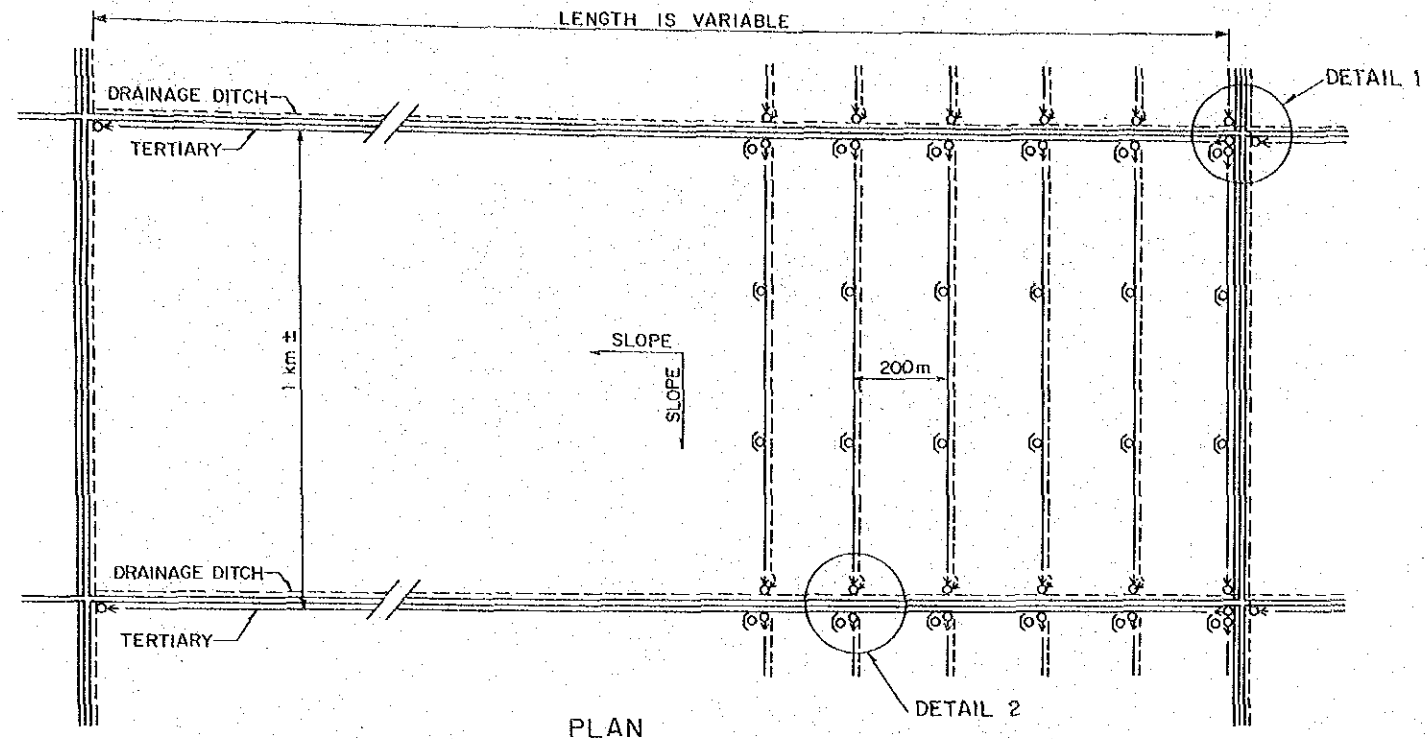 LENGTH IS VARIABLE
DETAIL 1
DRAINAGE DITCH
TERTIARY
1 km ±
SLOPE
SLOPE
200m
DRAINAGE DITCH
TERTIARY
DETAIL 2
PLAN